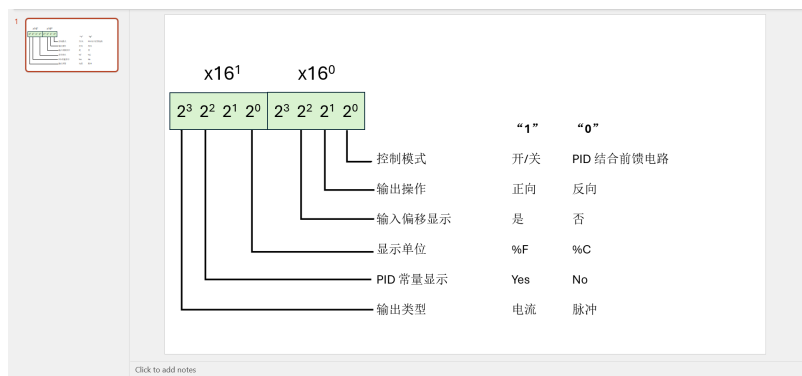 1
x16¹ x16⁰
2³ 2² 2¹ 2⁰ 2³ 2² 2¹ 2⁰
“1” “0”
控制模式 开/关 PID 结合前馈电路
输出操作 正向 反向
输入偏移显示 是 否
显示单位 %F %C
PID 常量显示 Yes No
输出类型 电流 脉冲
Click to add notes